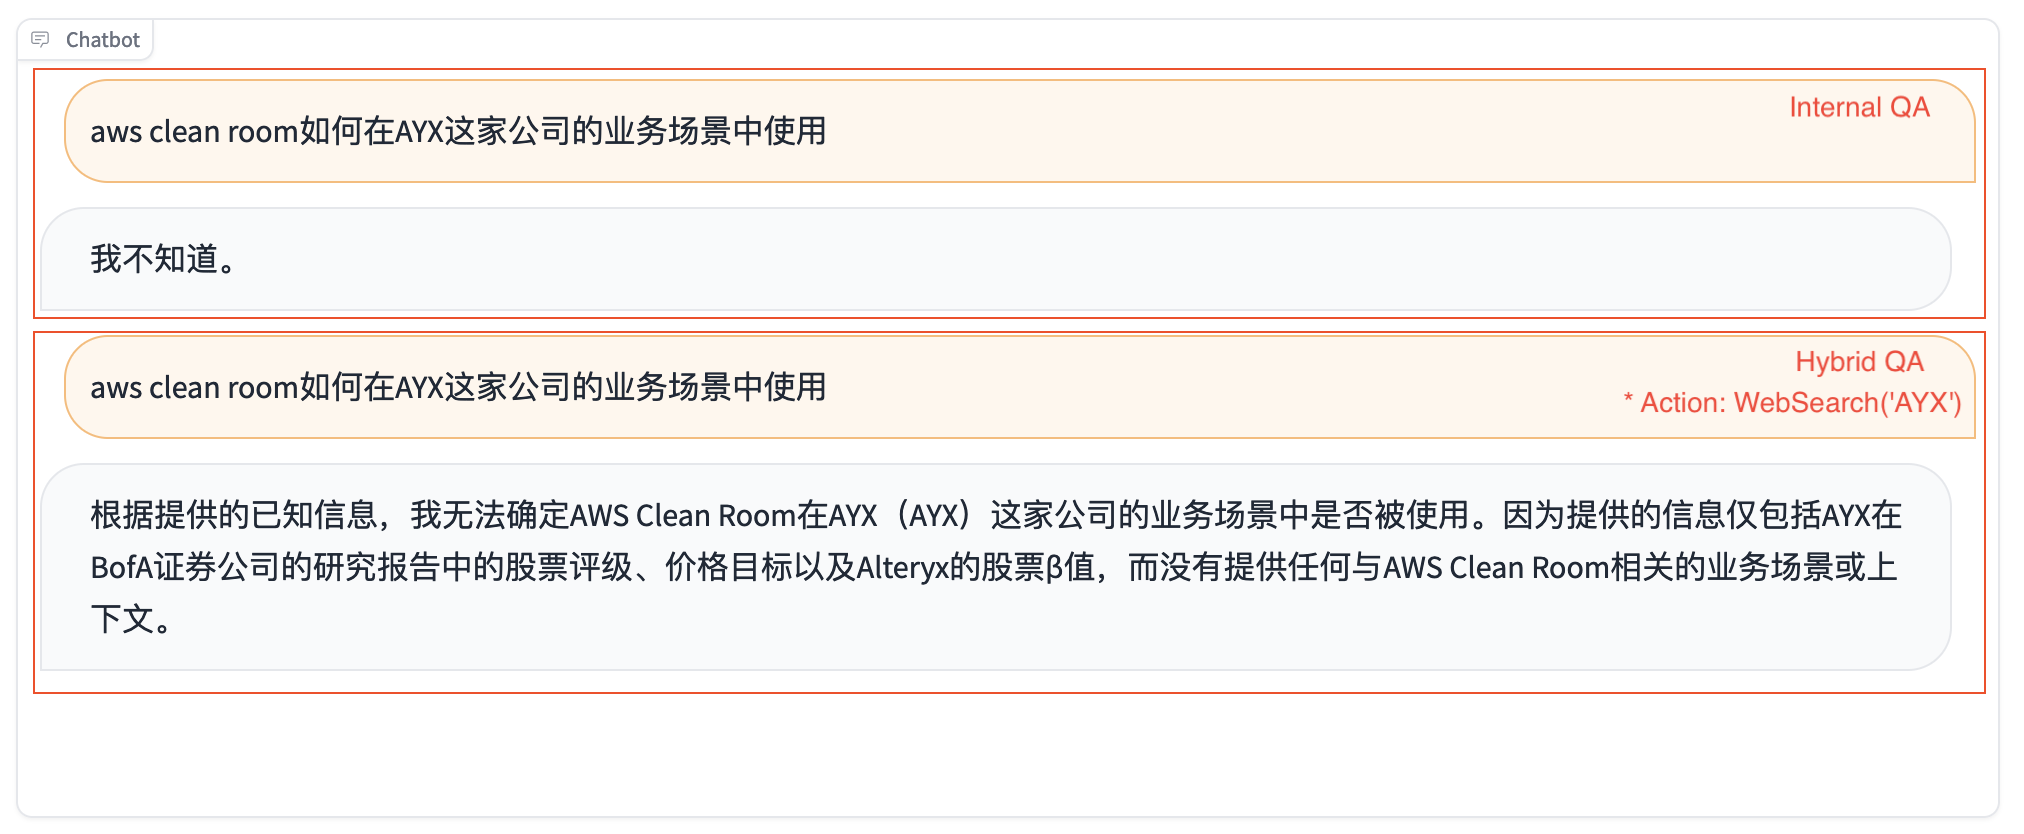 Chatbot
Internal QA
aws clean room如何在AYX这家公司的业务场景中使用
我不知道。
Hybrid QA
aws clean room如何在AYX这家公司的业务场景中使用
* Action: WebSearch('AYX')
根据提供的已知信息，我无法确定AWS Clean Room在AYX（AYX）这家公司的业务场景中是否被使用。因为提供的信息仅包括AYX在
BofA证券公司的研究报告中的股票评级、价格目标以及Alteryx的股票β值，而没有提供任何与AWS Clean Room相关的业务场景或上
下文。